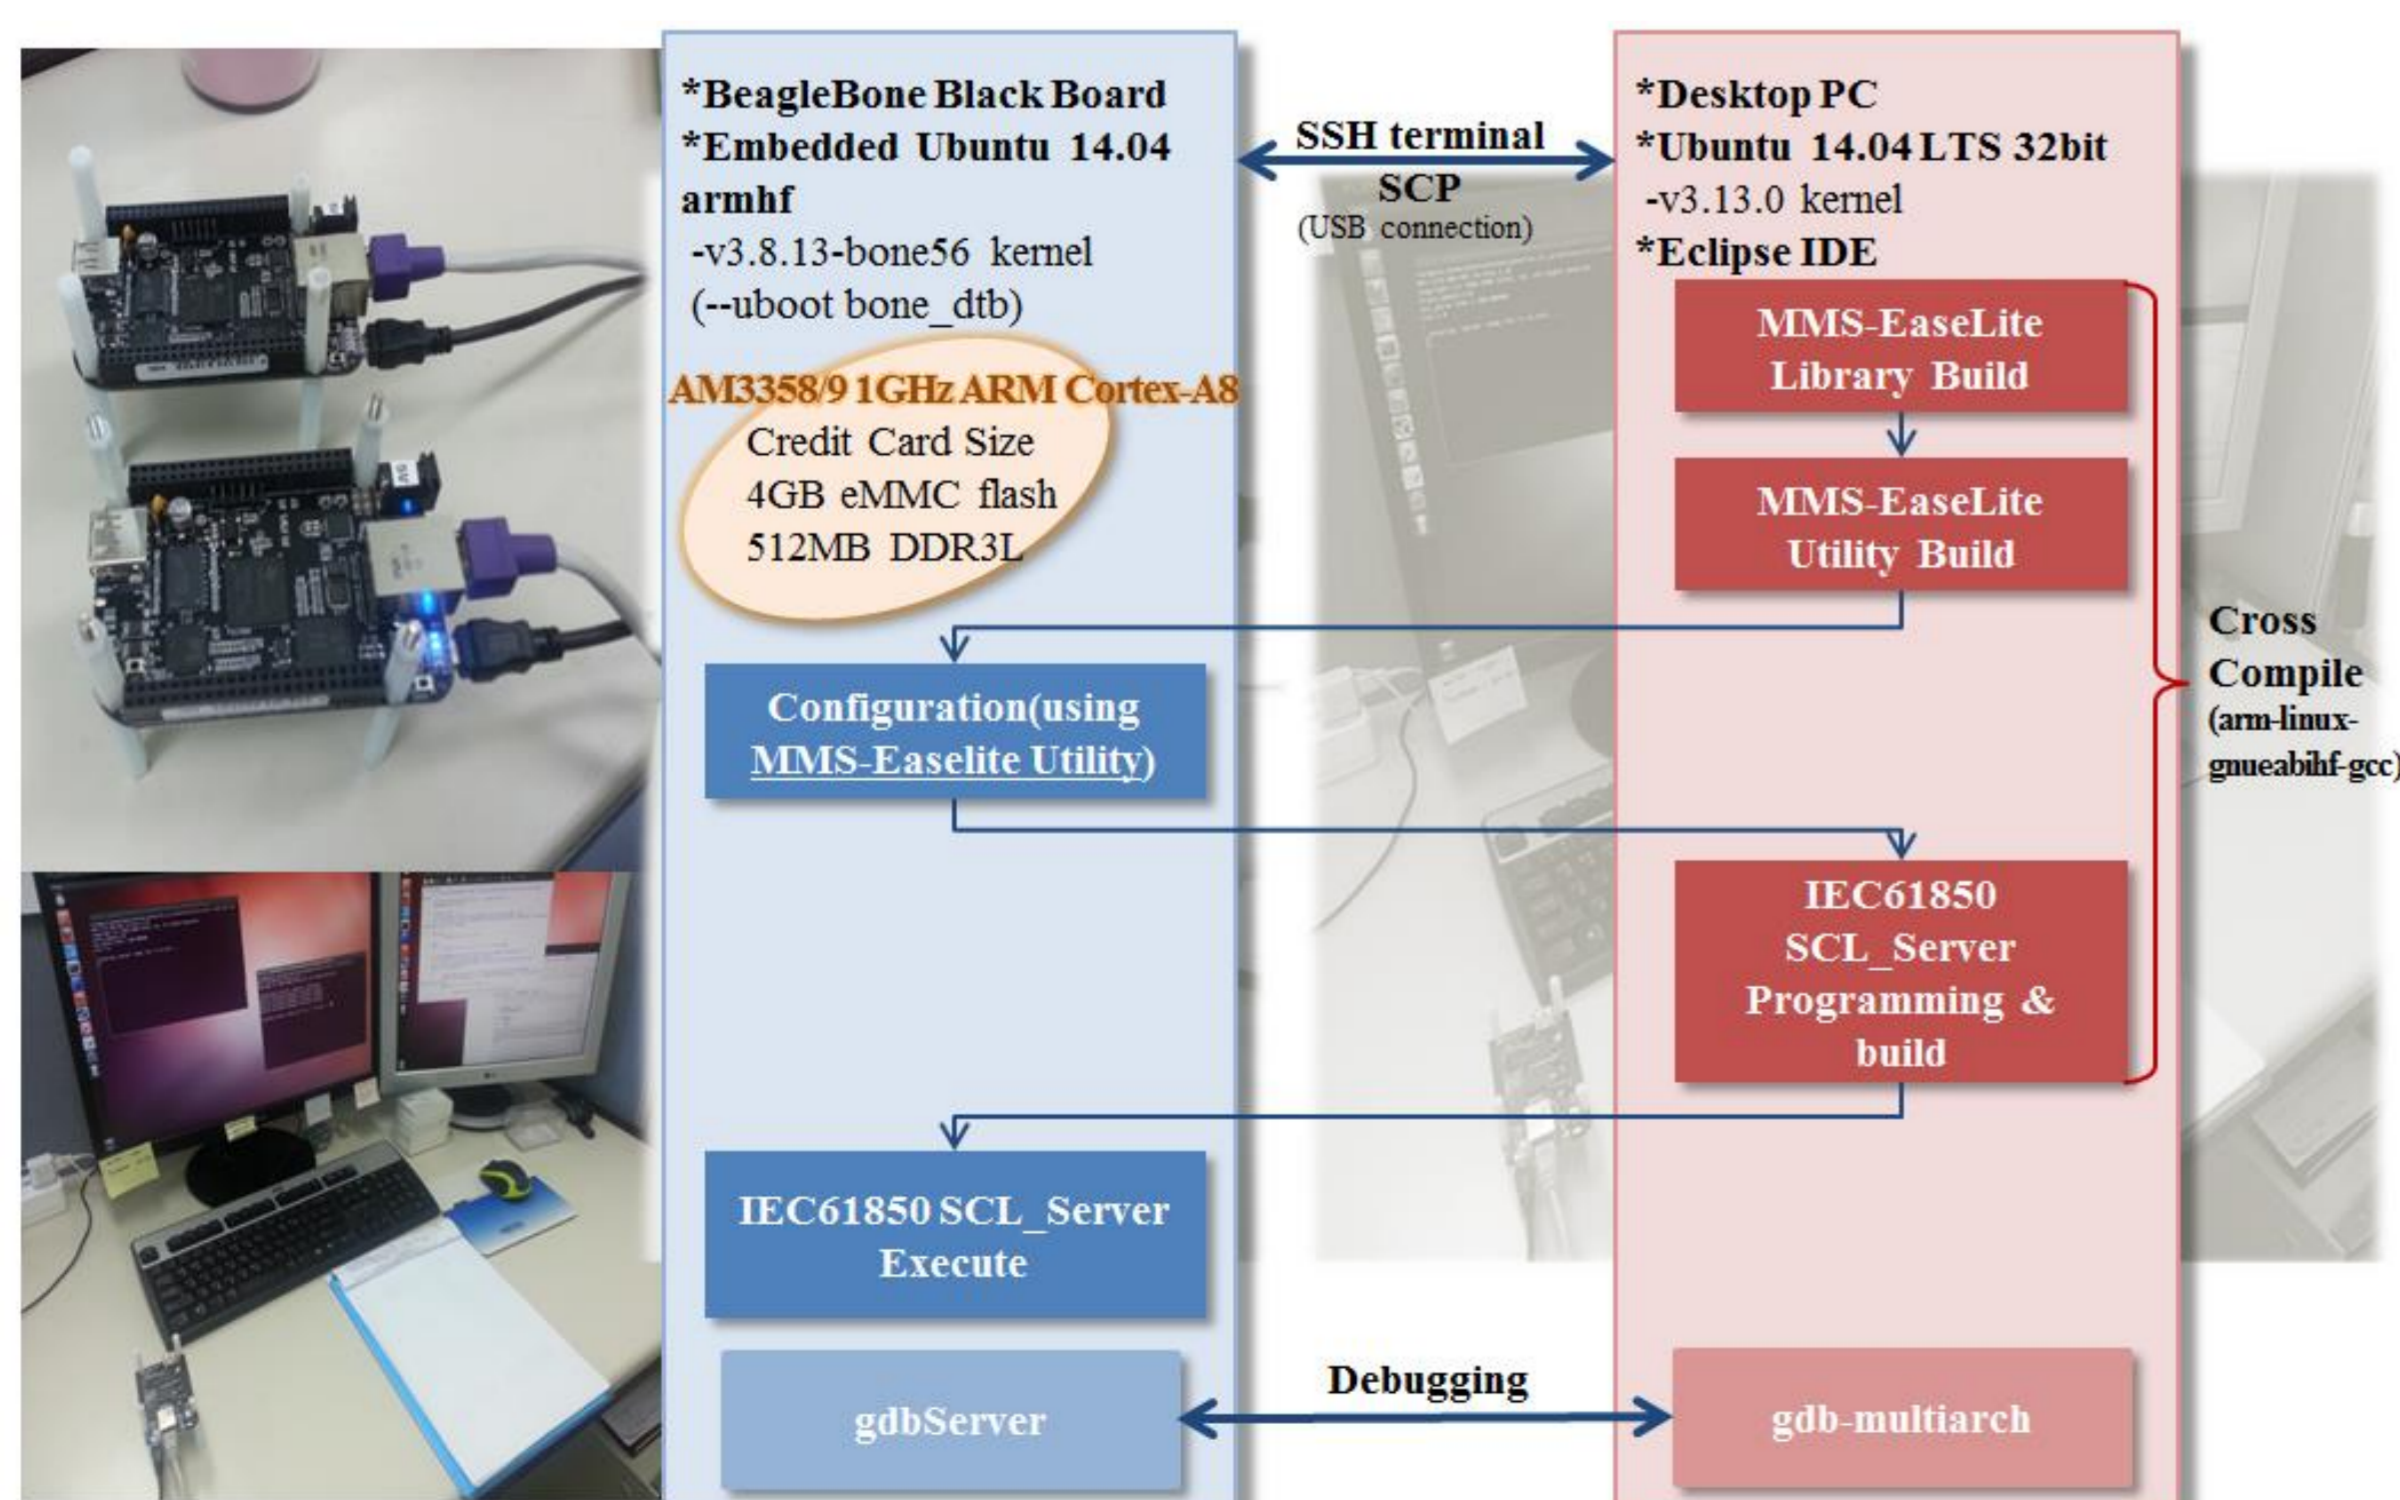 *BeagleBone Black Board
*Embedded Ubuntu 14.04
armhf
-v3.8.13-bone56 kernel
(--uboot bone_dtb)
AM3358/9 1GHz ARM Cortex-A8
Credit Card Size
4GB eMMC flash
512MB DDR3L
Configuration(using
MMS-Easelite Utility)
IEC61850 SCL_Server
Execute
gdbServer
SSH terminal
SCP
(USB connection)
Debugging
*Desktop PC
*Ubuntu 14.04 LTS 32bit
-v3.13.0 kernel
*Eclipse IDE
MMS-EaseLite
Library Build
MMS-EaseLite
Utility Build
IEC61850
SCL_Server
Programming &
build
gdb-multiarch
Cross
Compile
(arm-linux-
gnueabihf-gcc)